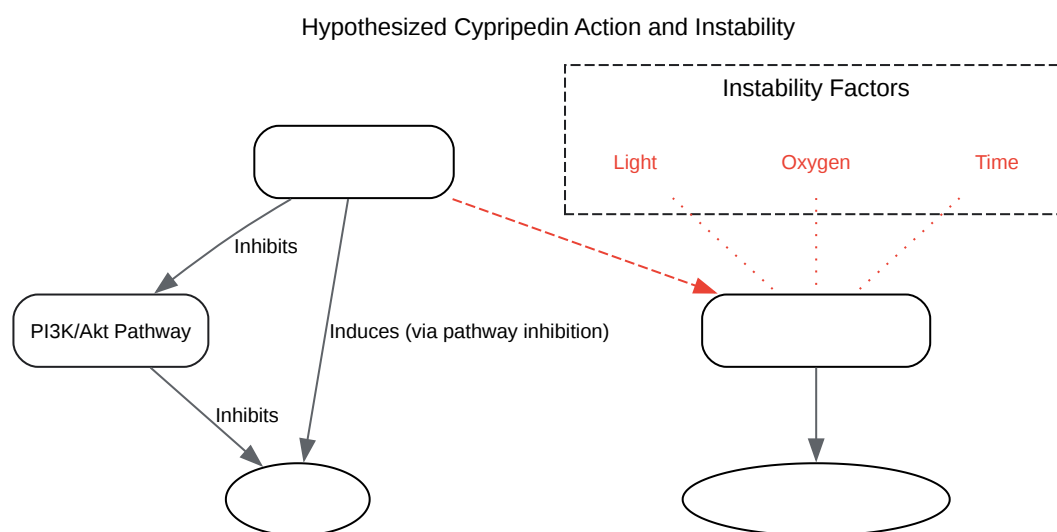 Hypothesized Cypripedin Action and Instability
Instability Factors
Light
Oxygen
Time
Inhibits
PI3K/Akt Pathway
Induces (via pathway inhibition)
Inhibits